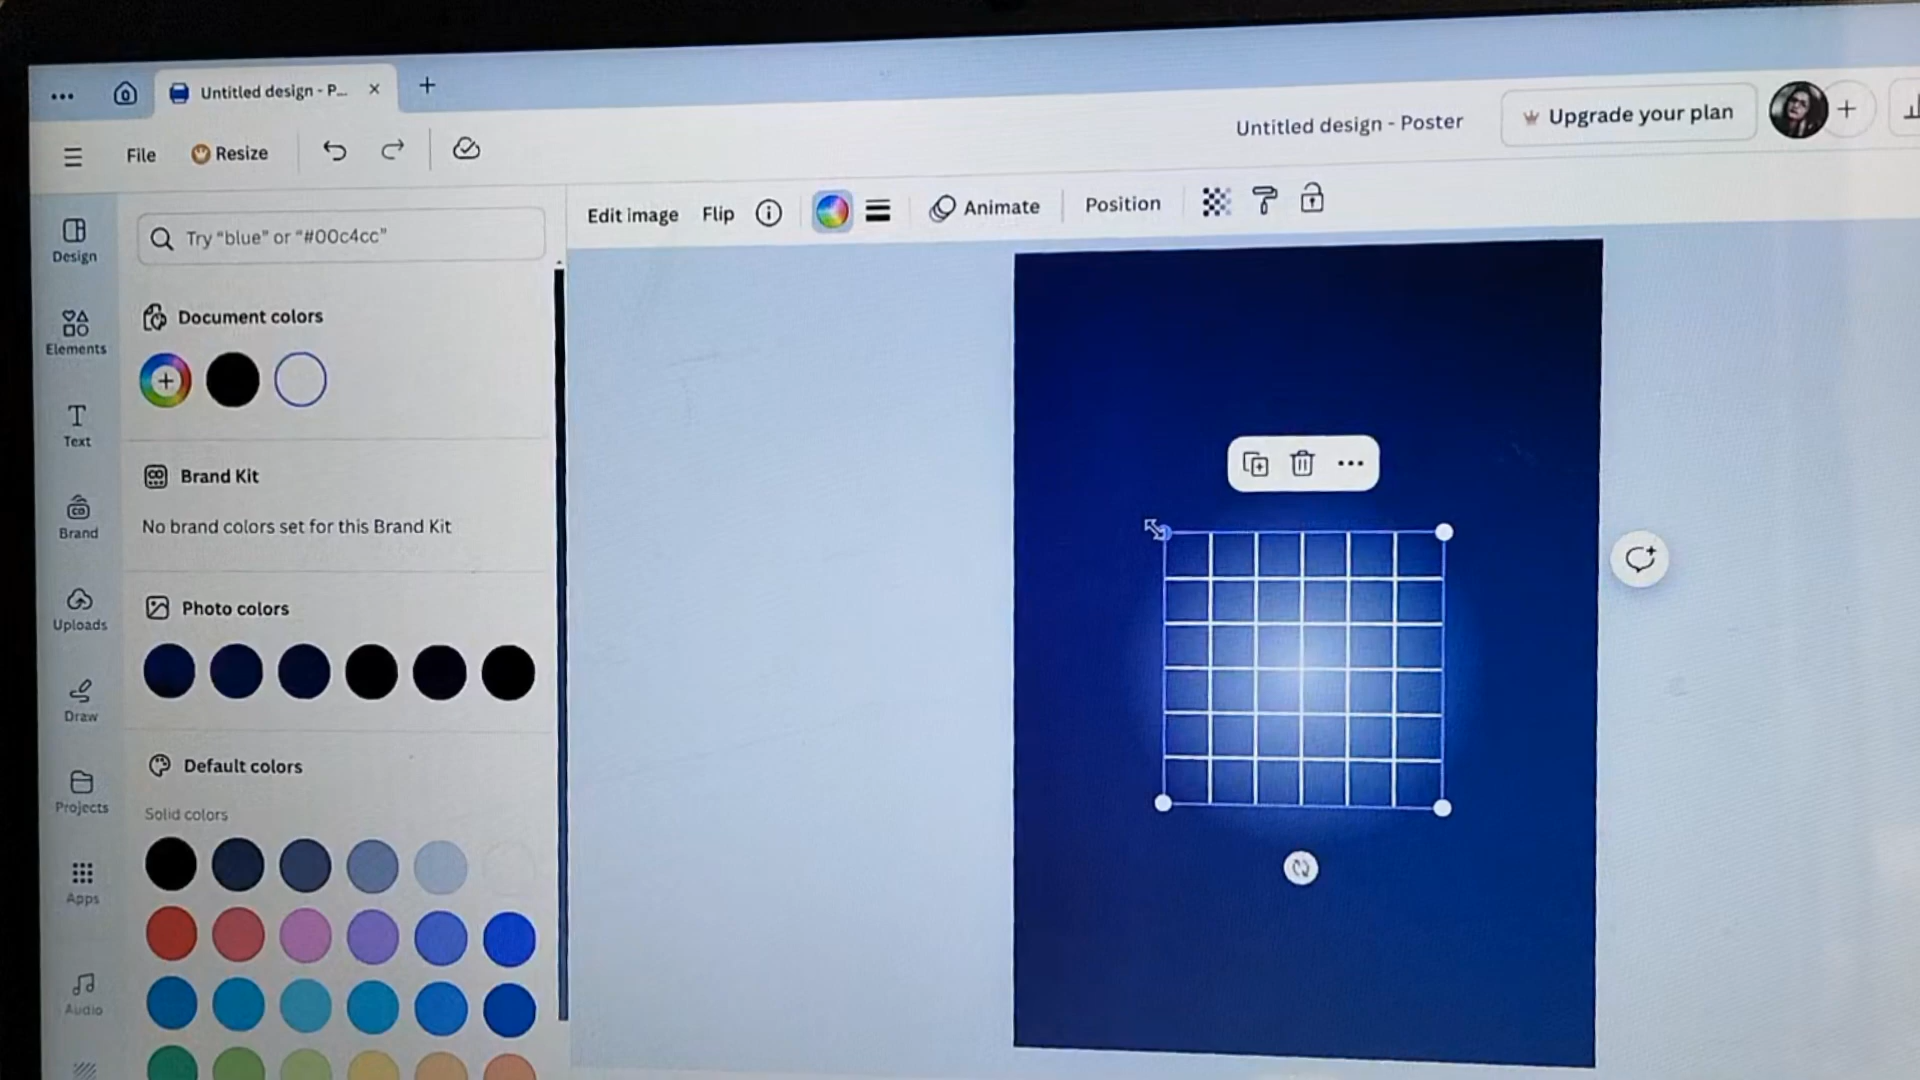 Untitled design - P...
Untitled design - Poster
Upgrade your plan
File
Resize
Edit image
Flip
Animate
Position
Try "blue" or "#00c4cc"
Design
Elements
Text
Brand
Uploads
Draw
Projects
Apps
Audio
Document colors
Brand Kit
No brand colors set for this Brand Kit
Photo colors
Default colors
Solid colors